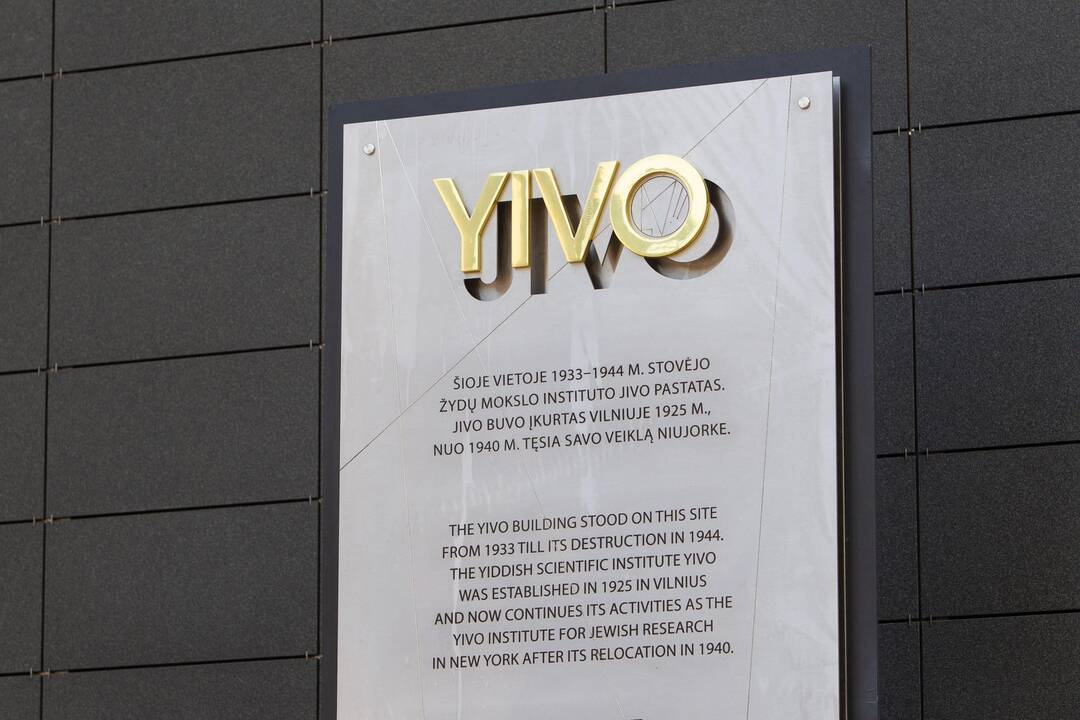 YIVO
JIVO
ŠIOJE VIETOJE 1933–1944 M. STOVĖJO
ŽYDŲ MOKSLO INSTITUTO JIVO PASTATAS.
JIVO BUVO ĮKURTAS VILNIUJE 1925 M.,
NUO 1940 M. TĘSIA SAVO VEIKLĄ NIUJORKE.
THE YIVO BUILDING STOOD ON THIS SITE
FROM 1933 TILL ITS DESTRUCTION IN 1944.
THE YIDDISH SCIENTIFIC INSTITUTE YIVO
WAS ESTABLISHED IN 1925 IN VILNIUS
AND NOW CONTINUES ITS ACTIVITIES AS THE
YIVO INSTITUTE FOR JEWISH RESEARCH
IN NEW YORK AFTER ITS RELOCATION IN 1940.